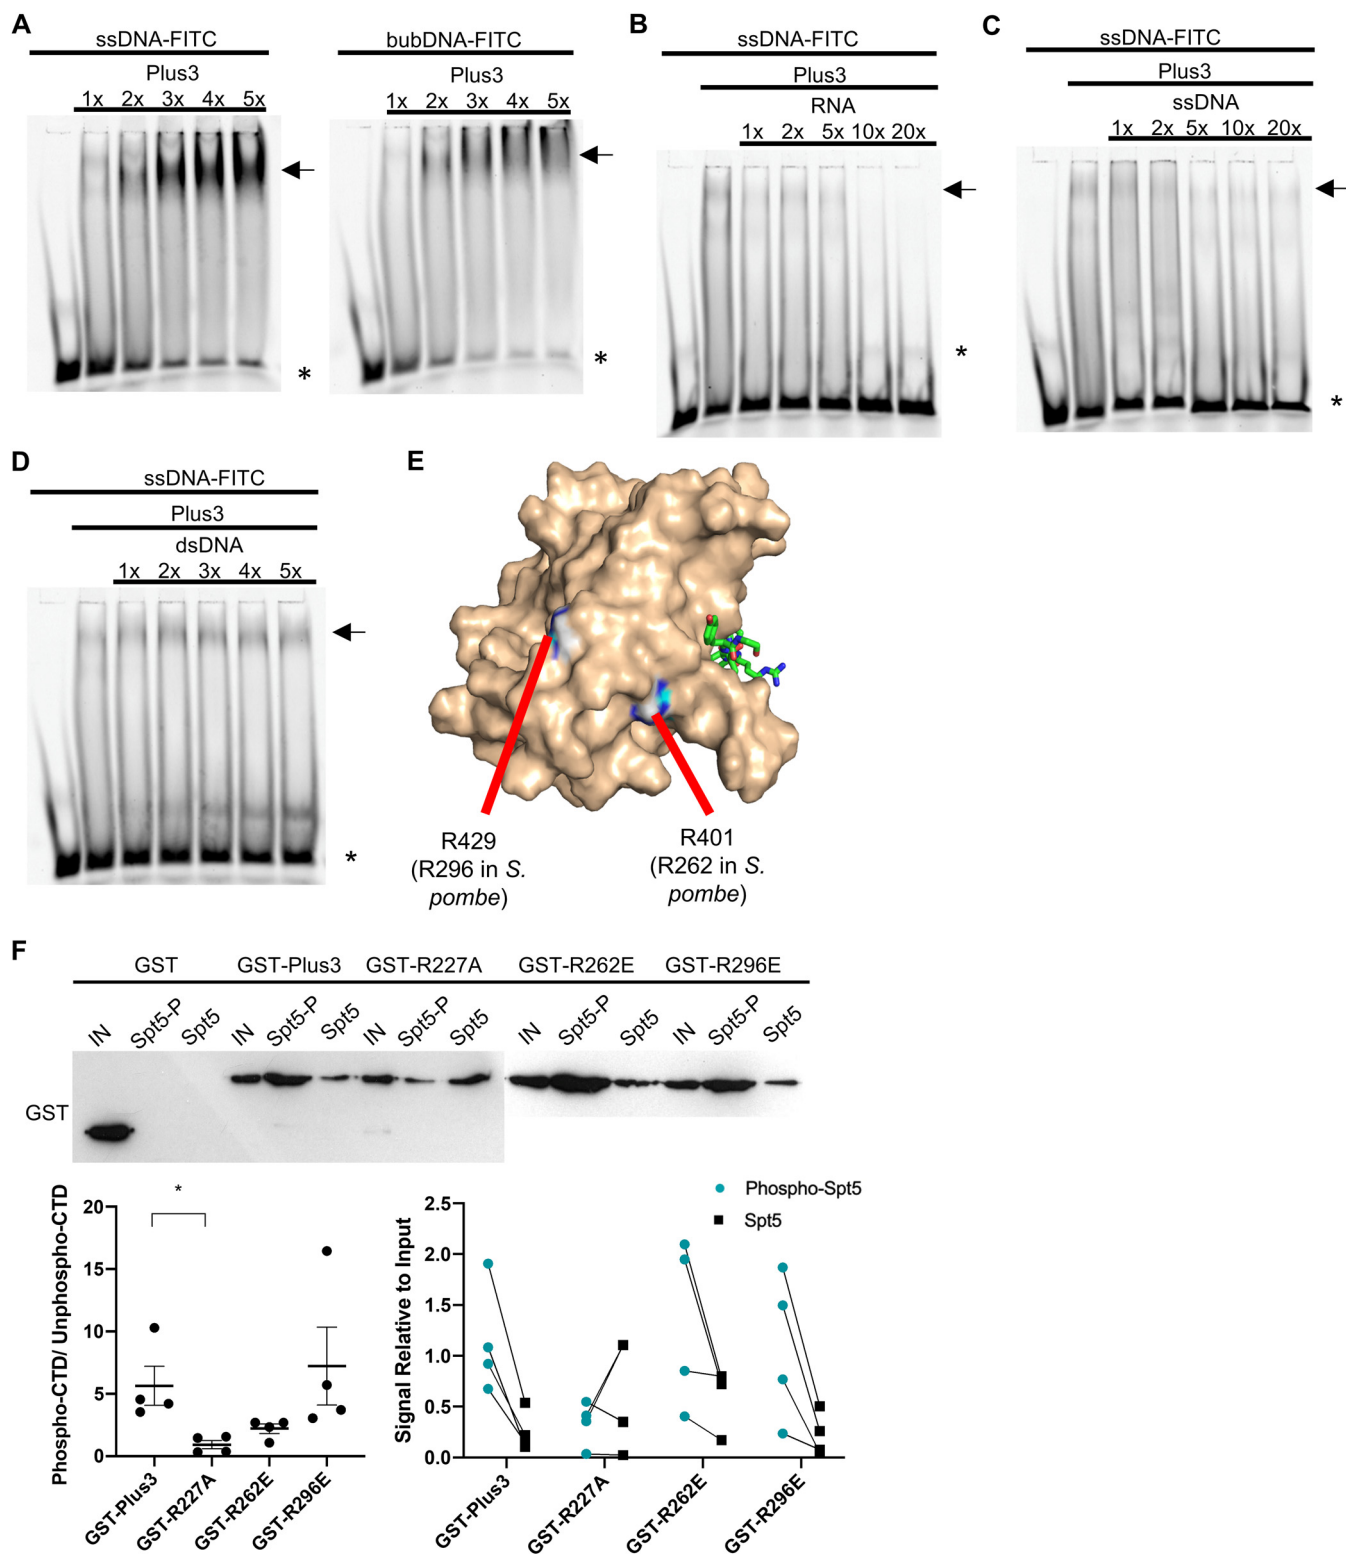 A
ssDNA-FITC
Plus3
1x 2x 3x 4x 5x
*
bubDNA-FITC
Plus3
1x 2x 3x 4x 5x
*
B
ssDNA-FITC
Plus3
RNA
1x 2x 5x 10x 20x
*
C
ssDNA-FITC
Plus3
ssDNA
1x 2x 5x 10x 20x
*
D
ssDNA-FITC
Plus3
dsDNA
1x 2x 3x 4x 5x
*
E
R429
(R296 in S.
pombe)
R401
(R262 in S.
pombe)
F
GST GST-Plus3 GST-R227A GST-R262E GST-R296E
IN Spt5-P Spt5 IN Spt5-P Spt5 IN Spt5-P Spt5 IN Spt5-P Spt5 IN Spt5-P Spt5
GST
Phospho-CTD/ Unphospho-CTD
20
15
10
5
0
*
GST-Plus3
GST-R227A
GST-R262E
GST-R296E
Signal Relative to Input
2.5
2.0
1.5
1.0
0.5
0.0
Phospho-Spt5
Spt5
GST-Plus3
GST-R227A
GST-R262E
GST-R296E